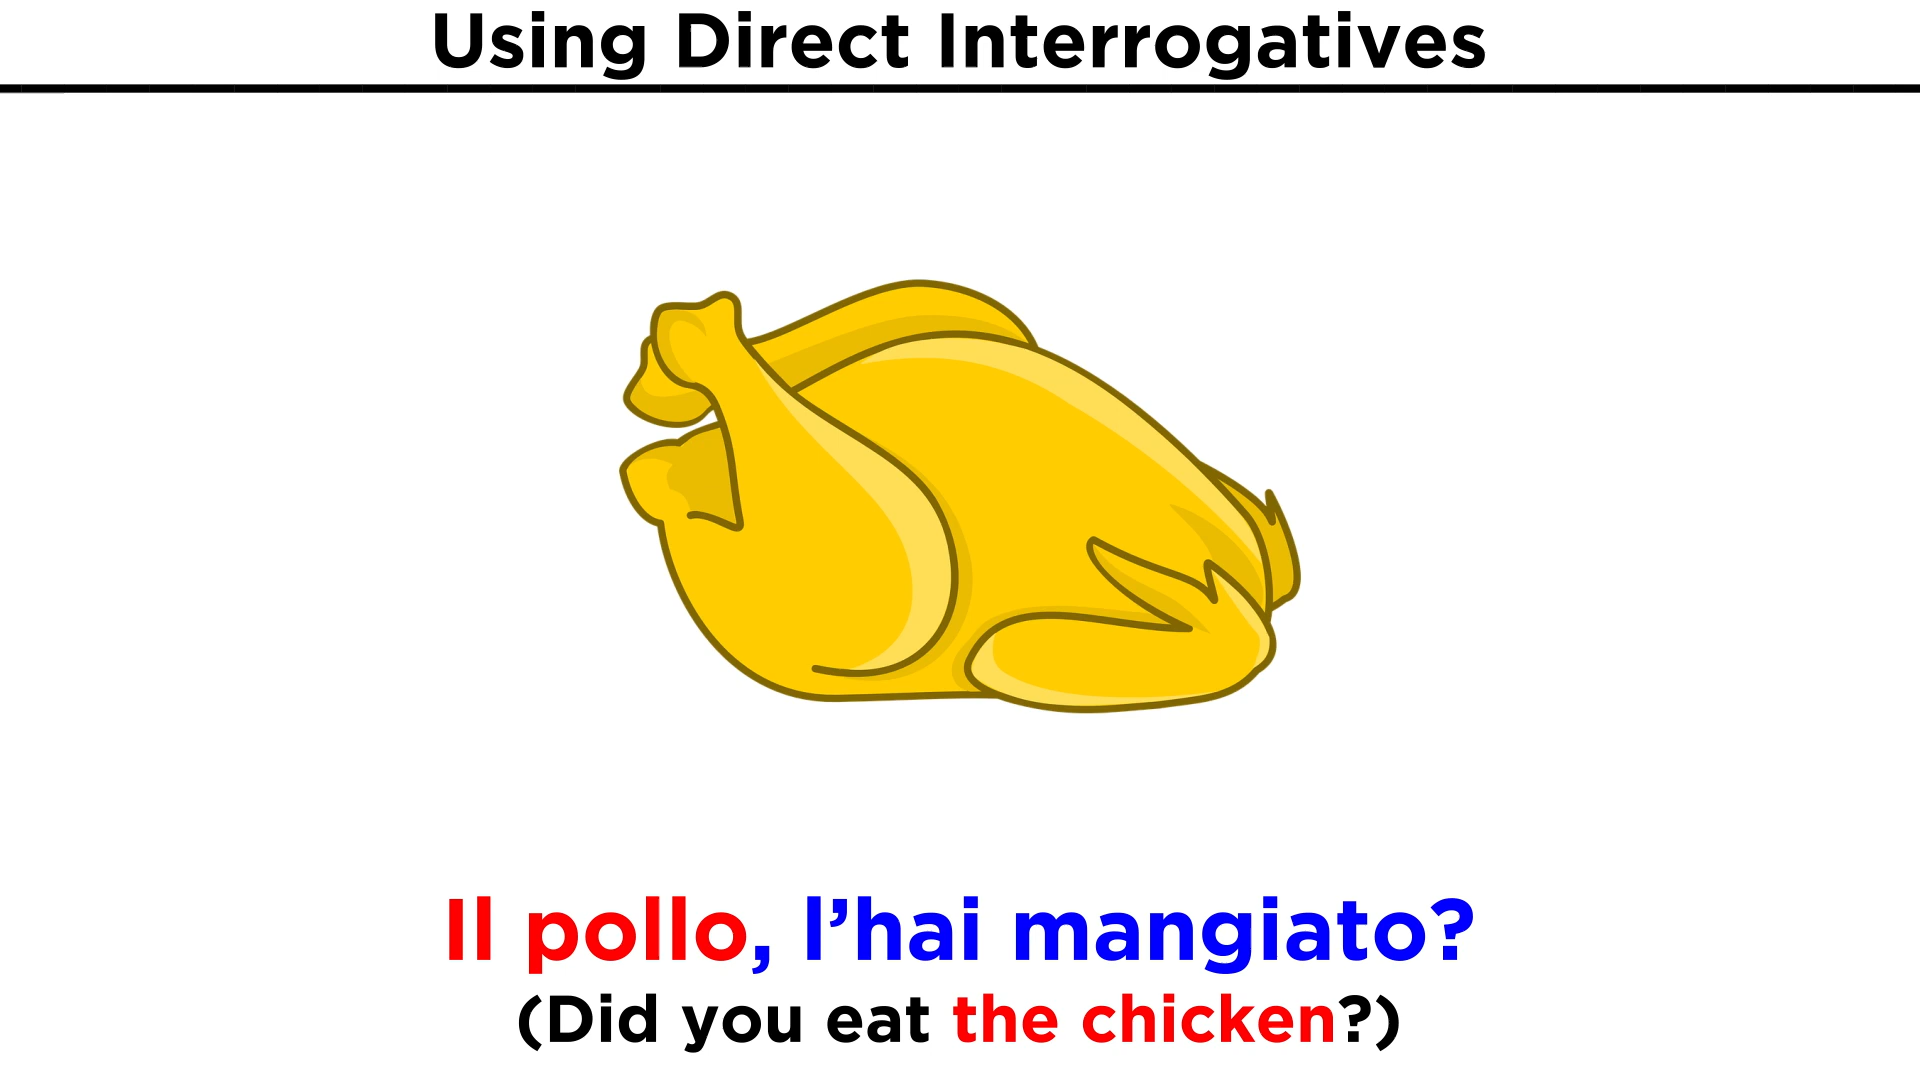 Using Direct Interrogatives
Il pollo, l’hai mangiato?
(Did you eat the chicken?)